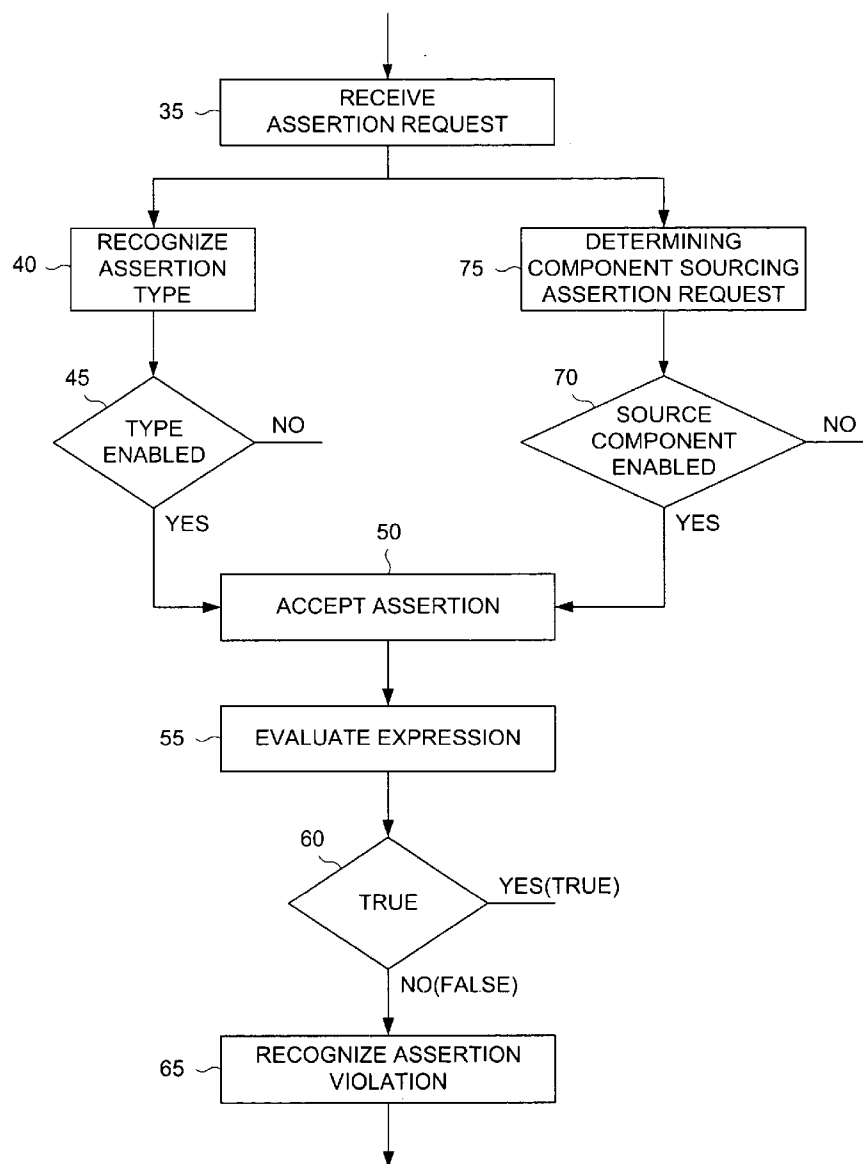 35
RECEIVE
ASSERTION REQUEST
40
RECOGNIZE
ASSERTION
TYPE
75
DETERMINING
COMPONENT SOURCING
ASSERTION REQUEST
45
TYPE
ENABLED
NO
YES
70
SOURCE
COMPONENT
ENABLED
NO
YES
50
ACCEPT ASSERTION
55
EVALUATE EXPRESSION
60
TRUE
YES(TRUE)
NO(FALSE)
65
RECOGNIZE ASSERTION
VIOLATION